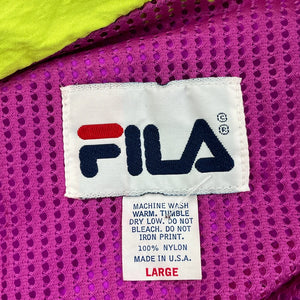 FILA ®
MACHINE WASH
WARM. TUMBLE
DRY LOW. DO NOT
BLEACH. DO NOT
IRON PRINT.
100% NYLON
MADE IN U.S.A.
LARGE